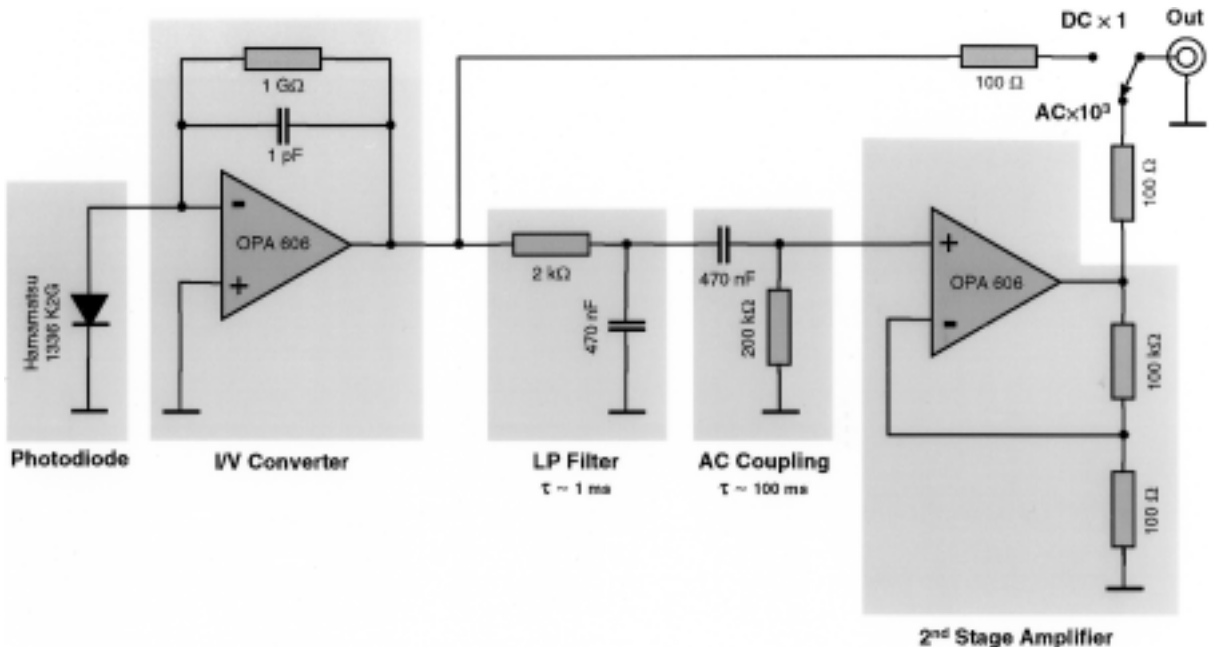 DC × 1
Out
1 GΩ
100 Ω
AC×10³
1 pF
100 Ω
-
OPA 606
+
2 kΩ
470 nF
+
OPA 606
-
Hamamatsu
1336 K2G
470 nF
200 kΩ
100 kΩ
Photodiode
I/V Converter
LP Filter
τ ~ 1 ms
AC Coupling
τ ~ 100 ms
100 Ω
2nd Stage Amplifier